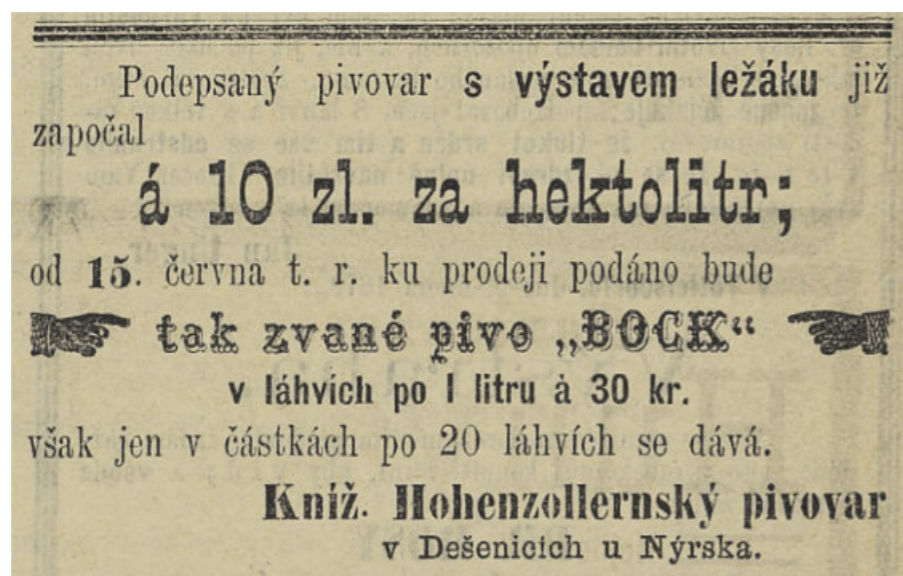 Podepsaný pivovar s výstavem ležáku již
započal
á 10 zl. za hektolitr;
od 15. června t. r. ku prodeji podáno bude
tak zvané pivo „BOCK“
v láhvích po 1 litru à 30 kr.
však jen v částkách po 20 láhvích se dává.
Kníž. Hohenzollernský pivovar
v Dešenicích u Nýrska.